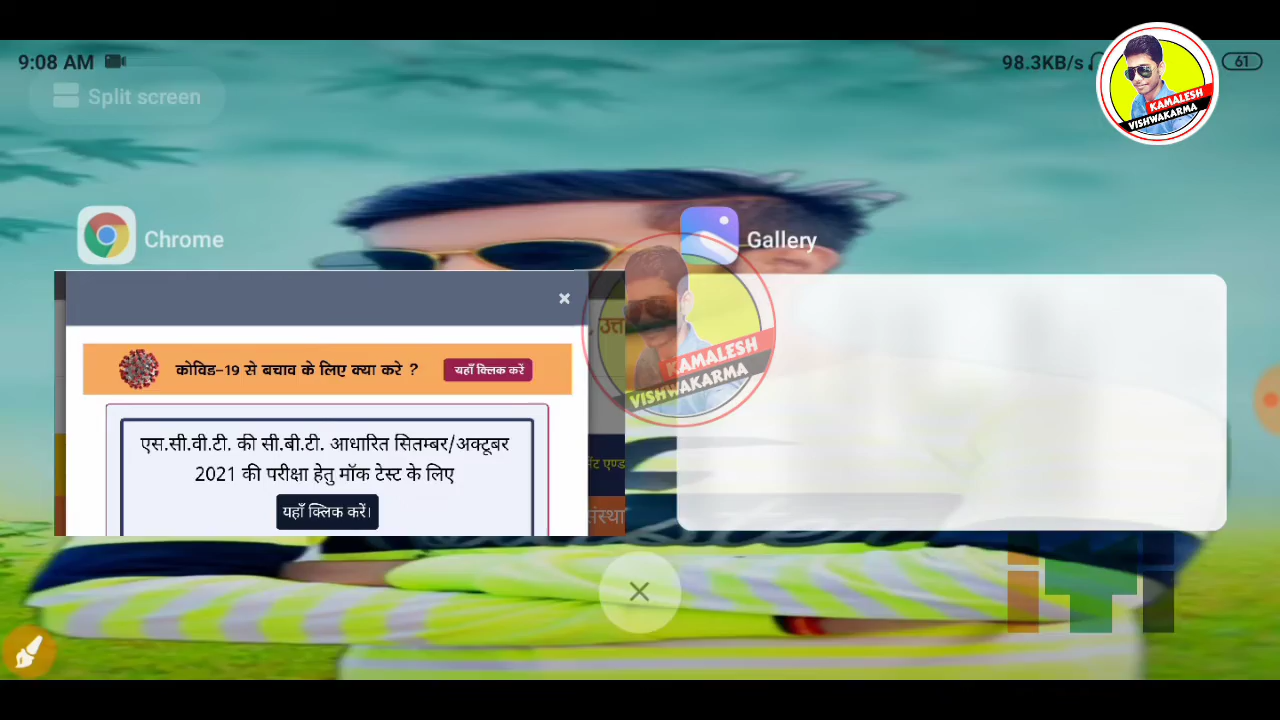 9:08 AM
98.3KB/s
61
Split screen
KAMALESH
VISHWAKARMA
Chrome
Gallery
×
कोविड-19 से बचाव के लिए क्या करे ?
यहाँ क्लिक करें
एस.सी.वी.टी. की सी.बी.टी. आधारित सितम्बर/अक्टूबर
2021 की परीक्षा हेतु मॉक टेस्ट के लिए
यहाँ क्लिक करें।
KAMALESH
VISHWAKARMA